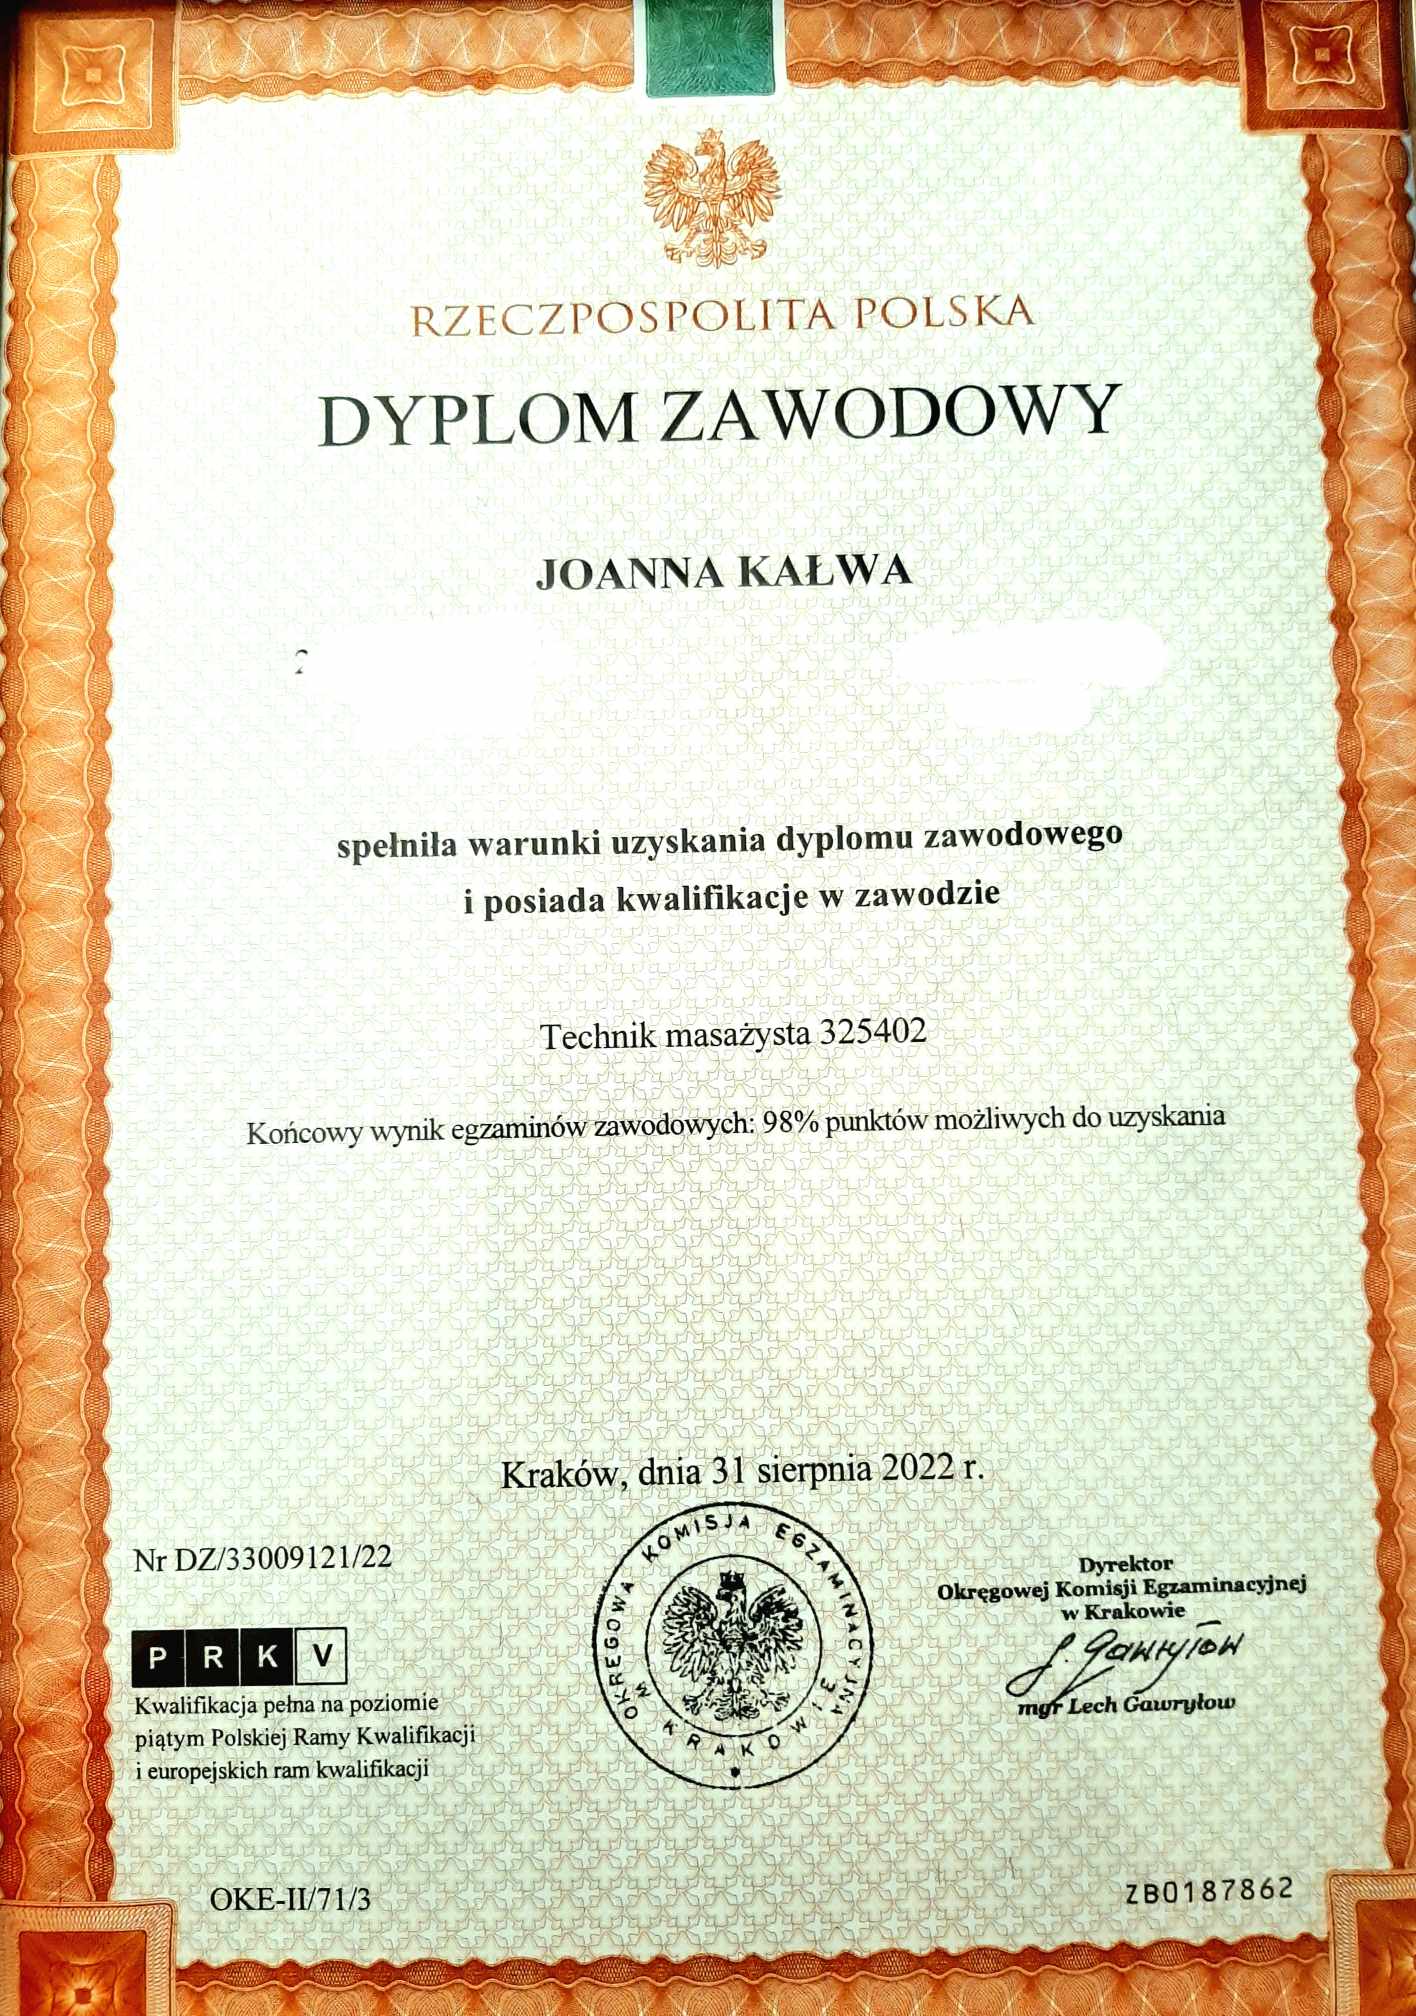 RZECZPOSPOLITA POLSKA
DYPLOM ZAWODOWY
JOANNA KAŁWA
spełniła warunki uzyskania dyplomu zawodowego
i posiada kwalifikacje w zawodzie
Technik masażysta 325402
Końcowy wynik egzaminów zawodowych: 98% punktów możliwych do uzyskania
Kraków, dnia 31 sierpnia 2022 r.
Nr DZ/33009121/22
P R K V
Kwalifikacja pełna na poziomie
piątym Polskiej Ramy Kwalifikacji
i europejskich ram kwalifikacji
OKRĘGOWA KOMISJA EGZAMINACYJNA
W KRAKOWIE
Dyrektor
Okręgowej Komisji Egzaminacyjnej
w Krakowie
J. Gawryłow
mgr Lech Gawryłow
OKE-II/71/3
ZB0187862